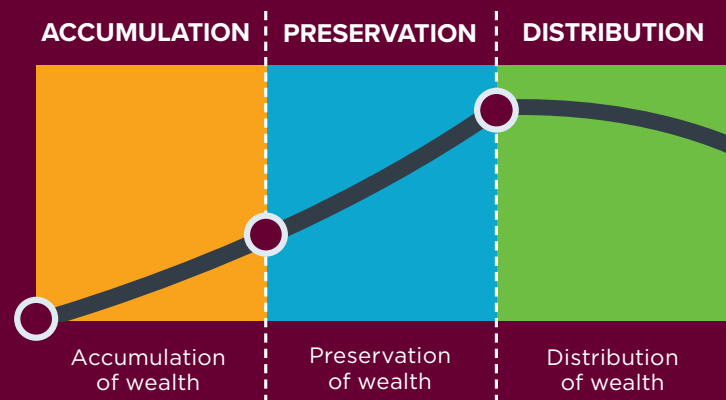 ACCUMULATION
PRESERVATION
DISTRIBUTION
Accumulation
of wealth
Preservation
of wealth
Distribution
of wealth